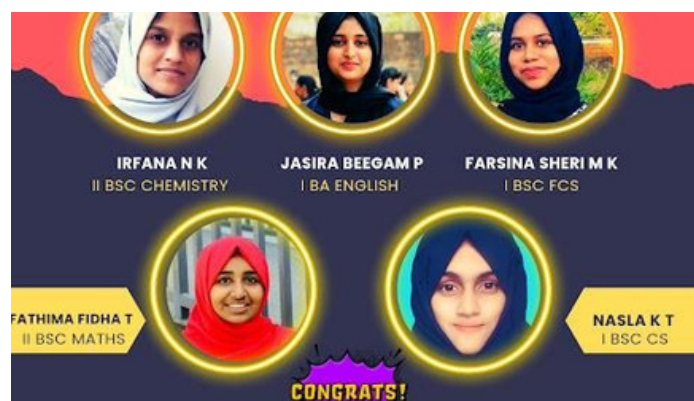 IRFANA N K
II BSC CHEMISTRY
JASIRA BEEGAM P
I BA ENGLISH
FARSINA SHERI M K
I BSC FCS
FATHIMA FIDHA T
II BSC MATHS
NASLA K T
I BSC CS
CONGRATS!